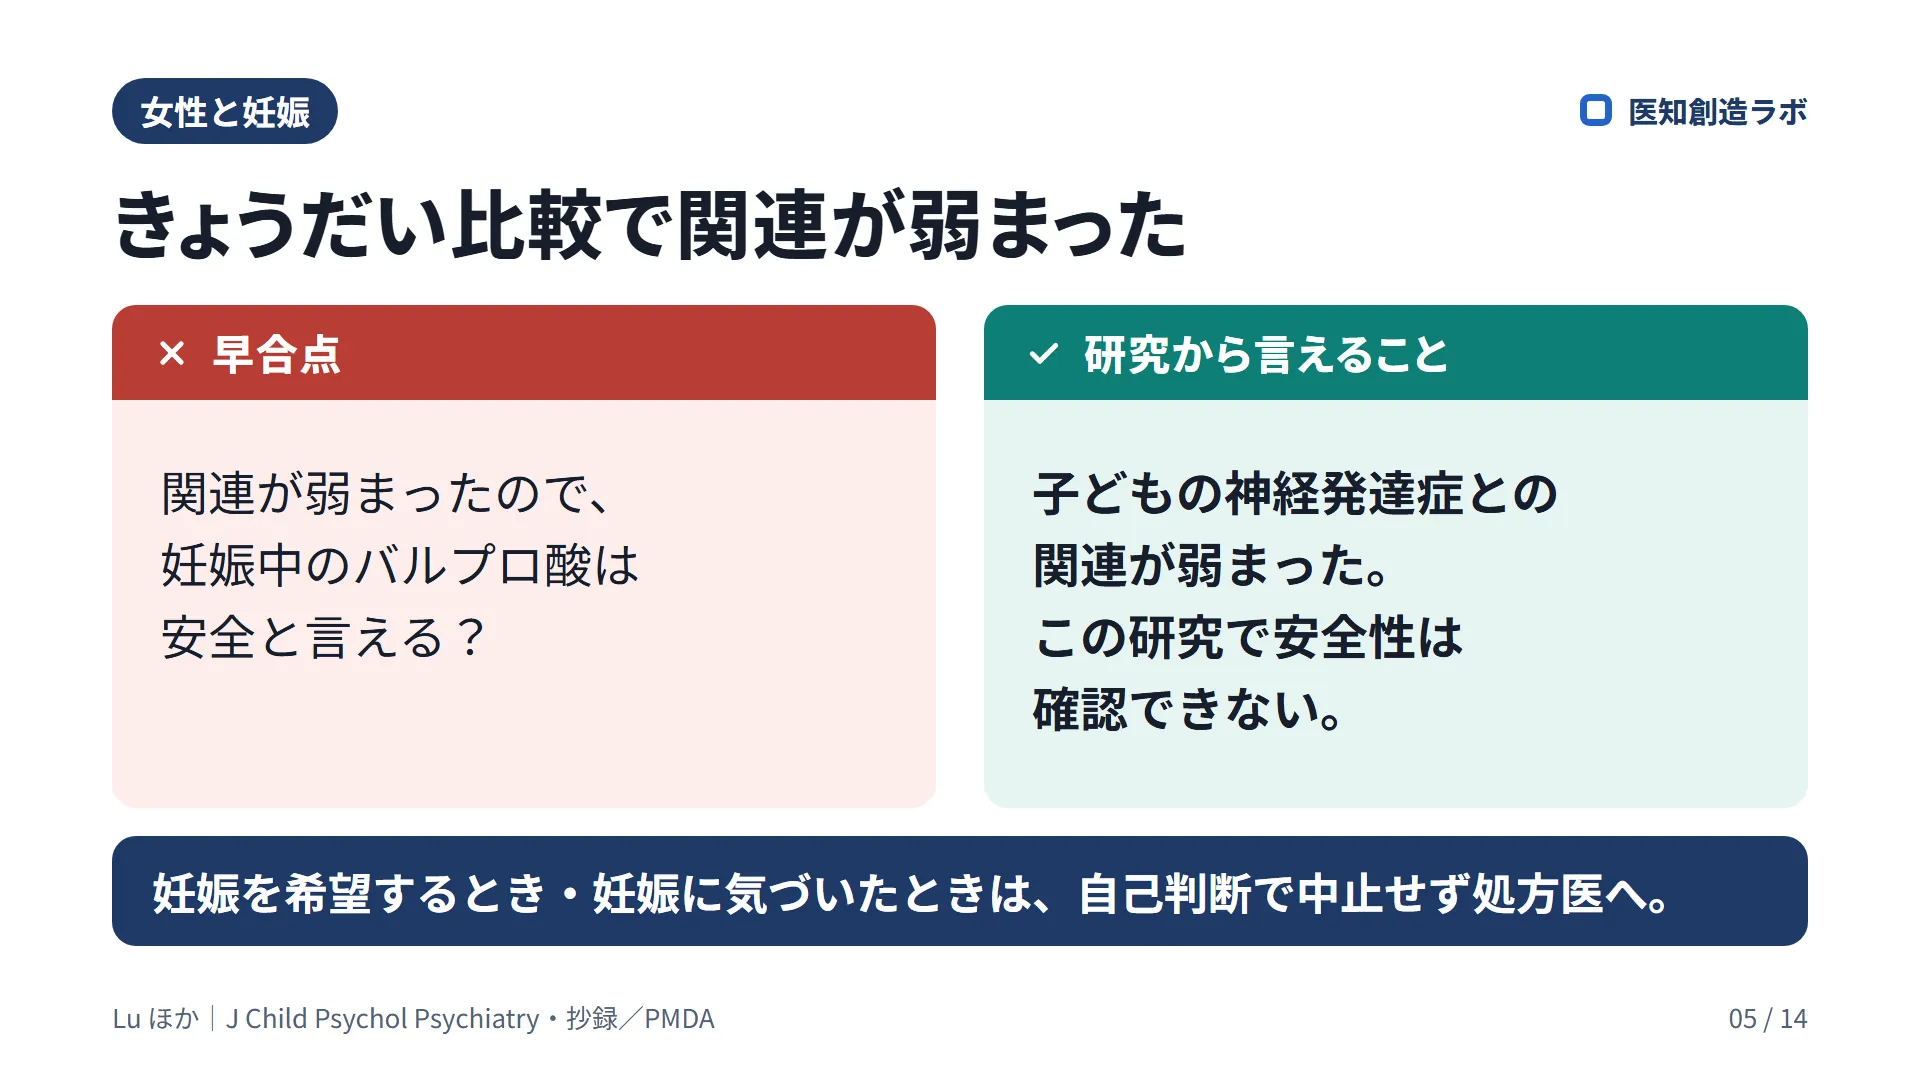 女性と妊娠
医知創造ラボ
きょうだい比較で関連が弱まった
早合点
関連が弱まったので、
妊娠中のバルプロ酸は
安全と言える？
研究から言えること
子どもの神経発達症との
関連が弱まった。
この研究で安全性は
確認できない。
妊娠を希望するとき・妊娠に気づいたときは、自己判断で中止せず処方医へ。
Lu ほか｜J Child Psychol Psychiatry・抄録／PMDA
05 / 14